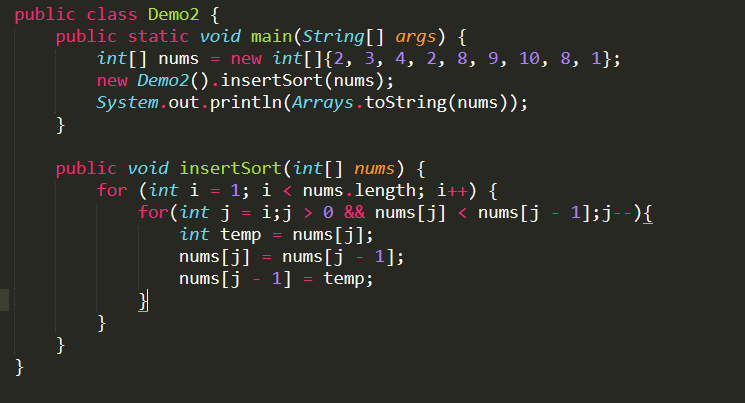 public class Demo2 {
    public static void main(String[] args) {
        int[] nums = new int[]{2, 3, 4, 2, 8, 9, 10, 8, 1};
        new Demo2().insertSort(nums);
        System.out.println(Arrays.toString(nums));
    }

    public void insertSort(int[] nums) {
        for (int i = 1; i < nums.length; i++) {
            for(int j = i;j > 0 && nums[j] < nums[j - 1];j--){
                int temp = nums[j];
                nums[j] = nums[j - 1];
                nums[j - 1] = temp;
            }
        }
    }
}